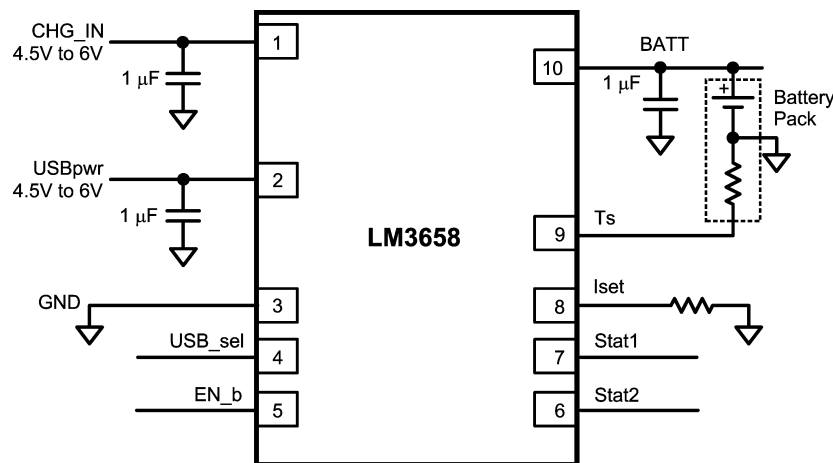 CHG_IN
4.5V to 6V
1 μF
1
USBpwr
4.5V to 6V
1 μF
2
GND
3
USB_sel
4
EN_b
5
LM3658
10
BATT
1 μF
+
Battery
Pack
9
Ts
8
Iset
7
Stat1
6
Stat2